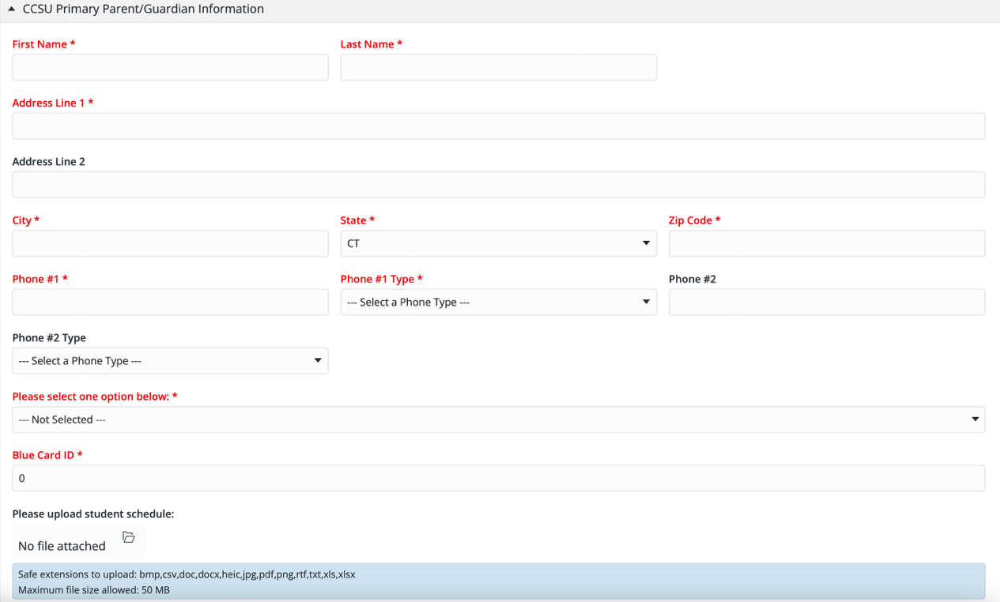 CCSU Primary Parent/Guardian Information
First Name * Last Name *
Address Line 1 *
Address Line 2
City * State * Zip Code *
CT
Phone #1 * Phone #1 Type * Phone #2
--- Select a Phone Type ---
Phone #2 Type
--- Select a Phone Type ---
Please select one option below: *
--- Not Selected ---
Blue Card ID *
0
Please upload student schedule:
No file attached
Safe extensions to upload: bmp,csv,doc,docx,heic,jpg,pdf,png,rtf,txt,xls,xlsx
Maximum file size allowed: 50 MB